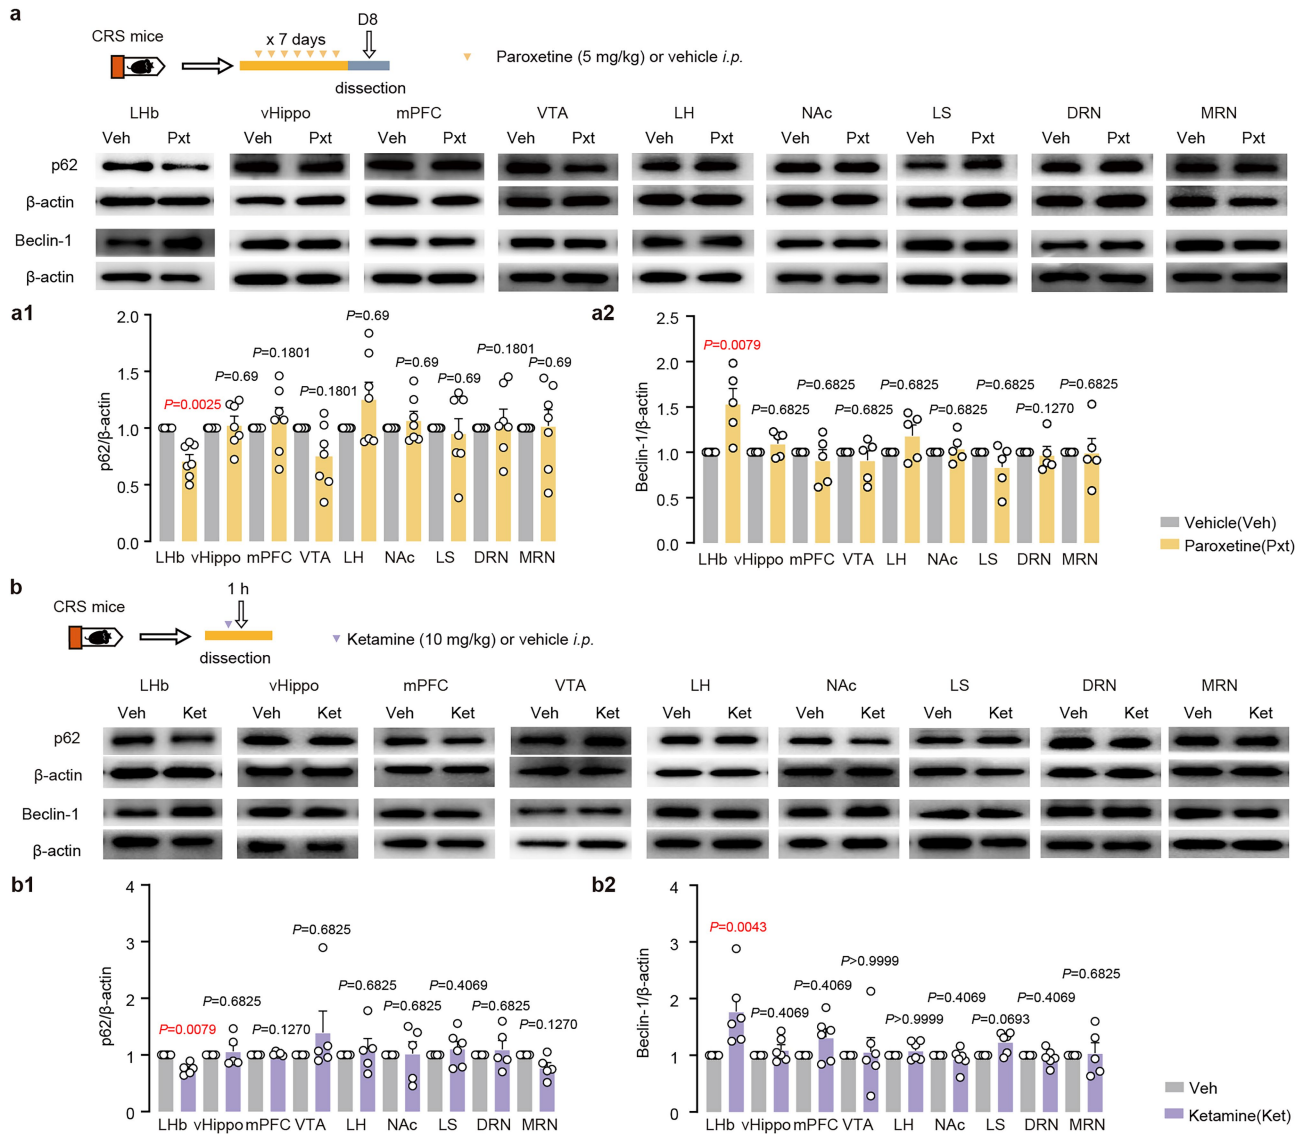 a
D8
CRS mice
x 7 days
Paroxetine (5 mg/kg) or vehicle i.p.
dissection
LHb vHippo mPFC VTA LH NAc LS DRN MRN
Veh Pxt Veh Pxt Veh Pxt Veh Pxt Veh Pxt Veh Pxt Veh Pxt Veh Pxt Veh Pxt
p62
β-actin
Beclin-1
β-actin
a1
p62/β-actin
2.0
1.5
1.0
0.5
0.0
P=0.0025
P=0.69
P=0.1801
P=0.1801
P=0.69
P=0.69
P=0.69
P=0.1801
P=0.69
LHb vHippo mPFC VTA LH NAc LS DRN MRN
a2
Beclin-1/β-actin
2.5
2.0
1.5
1.0
0.5
0.0
P=0.0079
P=0.6825
P=0.6825
P=0.6825
P=0.6825
P=0.6825
P=0.6825
P=0.1270
P=0.6825
LHb vHippo mPFC VTA LH NAc LS DRN MRN
Vehicle(Veh)
Paroxetine(Pxt)
b
1 h
CRS mice
Ketamine (10 mg/kg) or vehicle i.p.
dissection
LHb vHippo mPFC VTA LH NAc LS DRN MRN
Veh Ket Veh Ket Veh Ket Veh Ket Veh Ket Veh Ket Veh Ket Veh Ket Veh Ket
p62
β-actin
Beclin-1
β-actin
b1
p62/β-actin
4
3
2
1
0
P=0.0079
P=0.6825
P=0.1270
P=0.6825
P=0.6825
P=0.6825
P=0.4069
P=0.6825
P=0.1270
LHb vHippo mPFC VTA LH NAc LS DRN MRN
b2
Beclin-1/β-actin
4
3
2
1
0
P=0.0043
P=0.4069
P=0.4069
P>0.9999
P>0.9999
P=0.4069
P=0.0693
P=0.4069
P=0.6825
LHb vHippo mPFC VTA LH NAc LS DRN MRN
Veh
Ketamine(Ket)